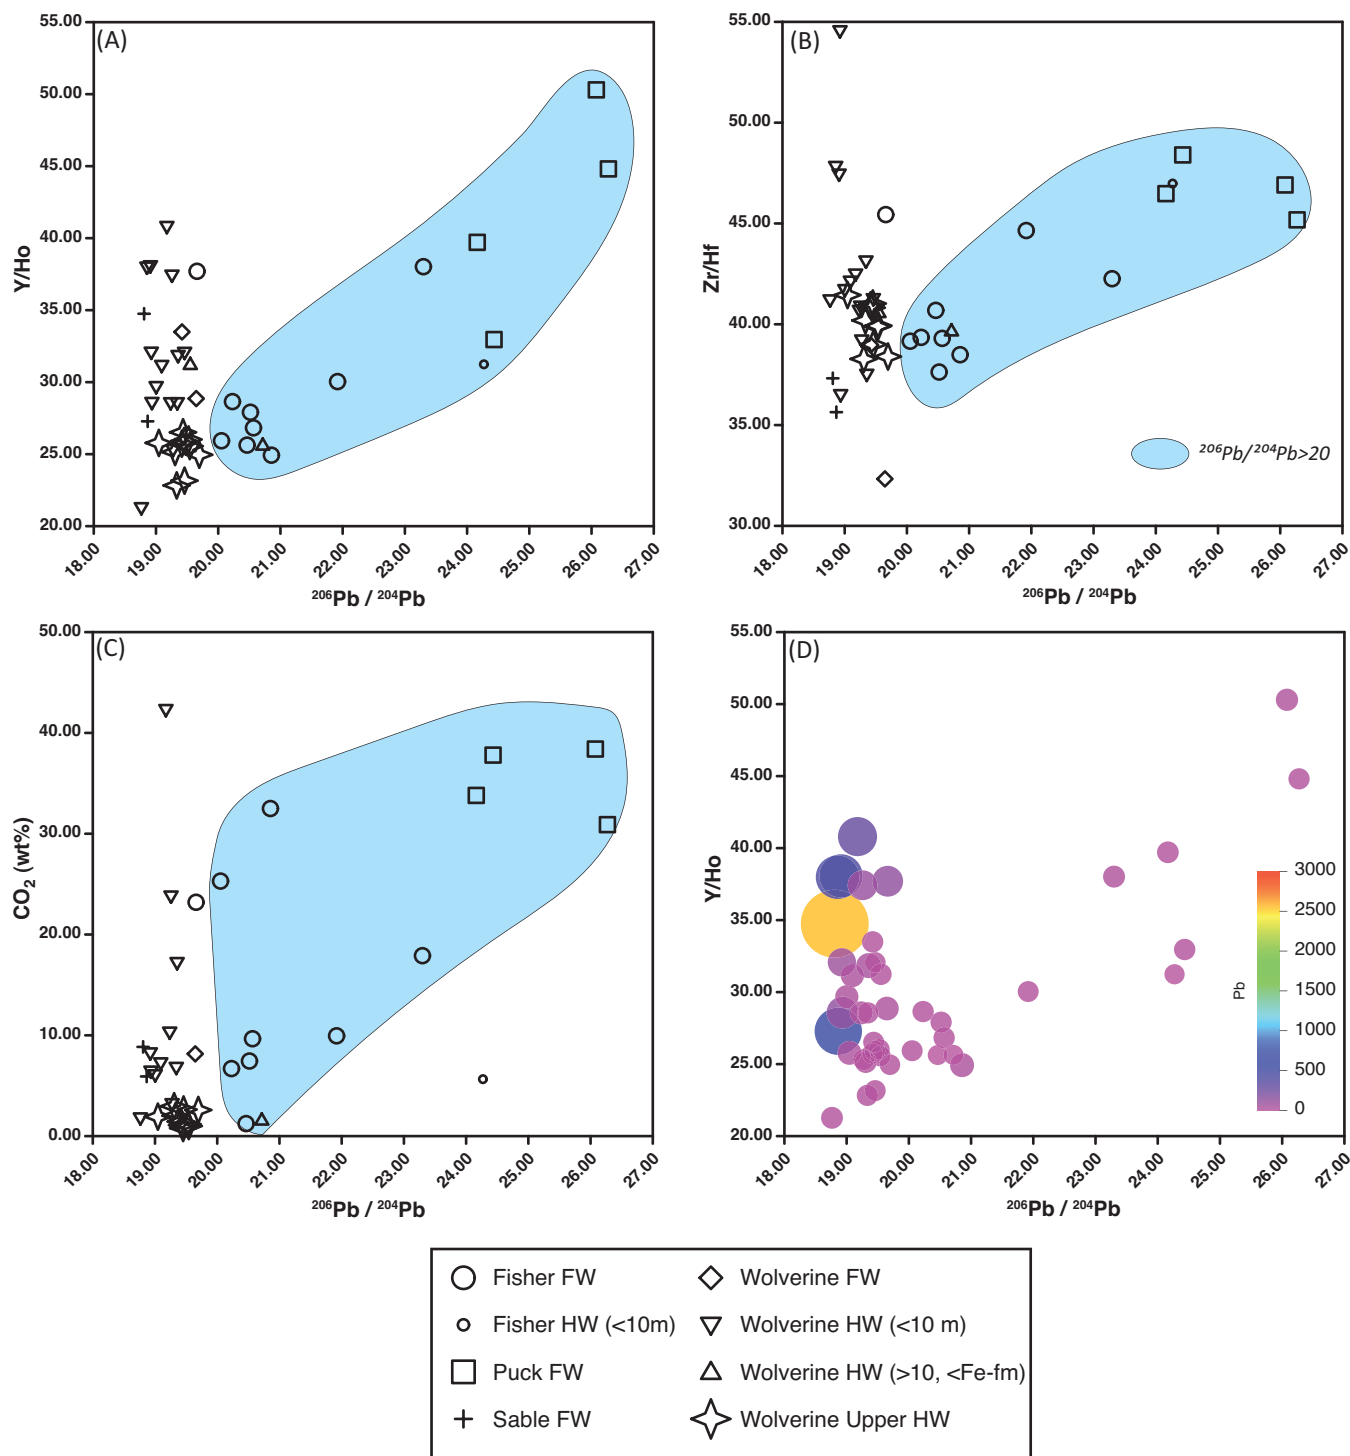 (A)
55.00
50.00
45.00
40.00
35.00
30.00
25.00
20.00
Y/Ho
18.00 19.00 20.00 21.00 22.00 23.00 24.00 25.00 26.00 27.00
²⁰⁶Pb / ²⁰⁴Pb
(B)
55.00
50.00
45.00
40.00
35.00
30.00
Zr/Hf
²⁰⁶Pb/²⁰⁴Pb>20
18.00 19.00 20.00 21.00 22.00 23.00 24.00 25.00 26.00 27.00
²⁰⁶Pb / ²⁰⁴Pb
(C)
50.00
40.00
30.00
20.00
10.00
0.00
CO₂ (wt%)
18.00 19.00 20.00 21.00 22.00 23.00 24.00 25.00 26.00 27.00
²⁰⁶Pb / ²⁰⁴Pb
(D)
55.00
50.00
45.00
40.00
35.00
30.00
25.00
20.00
Y/Ho
3000
2500
2000
1500
1000
500
0
Pb
18.00 19.00 20.00 21.00 22.00 23.00 24.00 25.00 26.00 27.00
²⁰⁶Pb / ²⁰⁴Pb
Fisher FW
Fisher HW (<10m)
Puck FW
Sable FW
Wolverine FW
Wolverine HW (<10 m)
Wolverine HW (>10, <Fe-fm)
Wolverine Upper HW